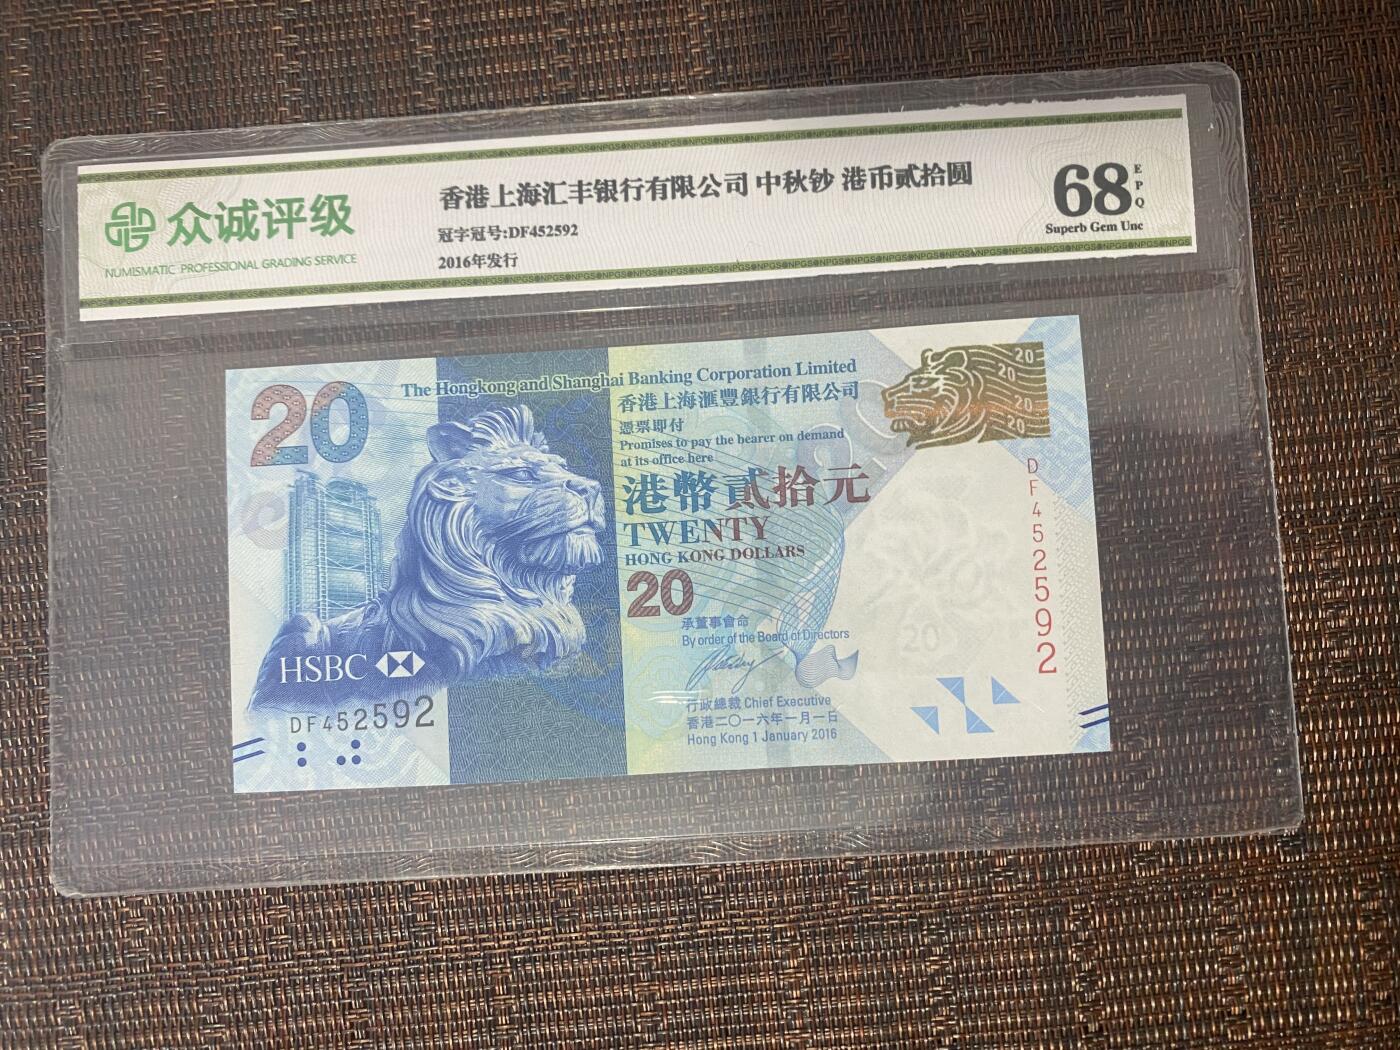 众诚评级
NUMISMATIC PROFESSIONAL GRADING SERVICE
香港上海汇丰银行有限公司 中秋钞 港币贰拾圆
冠字冠号:DF452592
2016年发行
68
EPQ
Superb Gem Unc
20
The Hongkong and Shanghai Banking Corporation Limited
香港上海滙豐銀行有限公司
憑票即付
Promises to pay the bearer on demand
at its office here
港幣貳拾元
TWENTY
HONG KONG DOLLARS
20
承董事會命
By order of the Board of Directors
行政總裁 Chief Executive
香港二〇一六年一月一日
Hong Kong 1 January 2016
HSBC
DF452592
20
20
20
20
DF452592
20